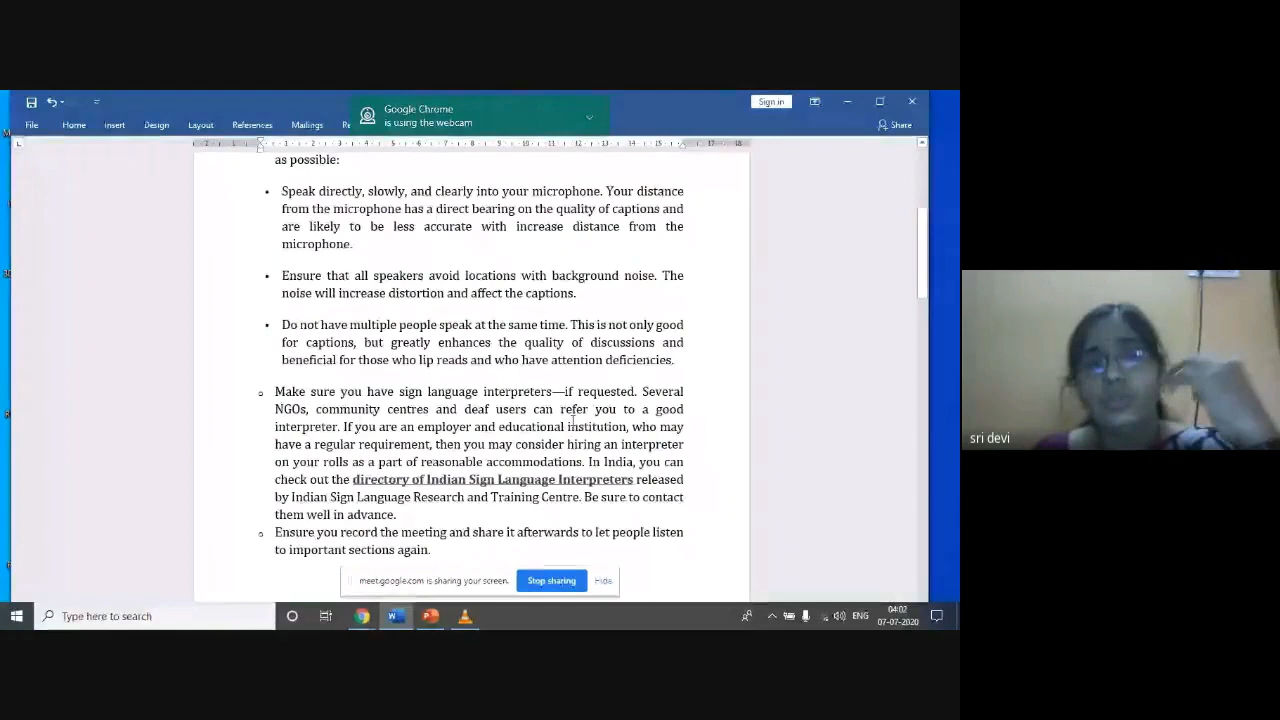 Google Chrome
is using the webcam
Sign in
File Home Insert Design Layout References Mailings Re Share
as possible:
• Speak directly, slowly, and clearly into your microphone. Your distance
from the microphone has a direct bearing on the quality of captions and
are likely to be less accurate with increase distance from the
microphone.
• Ensure that all speakers avoid locations with background noise. The
noise will increase distortion and affect the captions.
• Do not have multiple people speak at the same time. This is not only good
for captions, but greatly enhances the quality of discussions and
beneficial for those who lip reads and who have attention deficiencies.
o Make sure you have sign language interpreters—if requested. Several
NGOs, community centres and deaf users can refer you to a good
interpreter. If you are an employer and educational institution, who may
have a regular requirement, then you may consider hiring an interpreter
on your rolls as a part of reasonable accommodations. In India, you can
check out the directory of Indian Sign Language Interpreters released
by Indian Sign Language Research and Training Centre. Be sure to contact
them well in advance.
o Ensure you record the meeting and share it afterwards to let people listen
to important sections again.
meet.google.com is sharing your screen. Stop sharing Hide
Type here to search
ENG
04:02
07-07-2020
sri devi